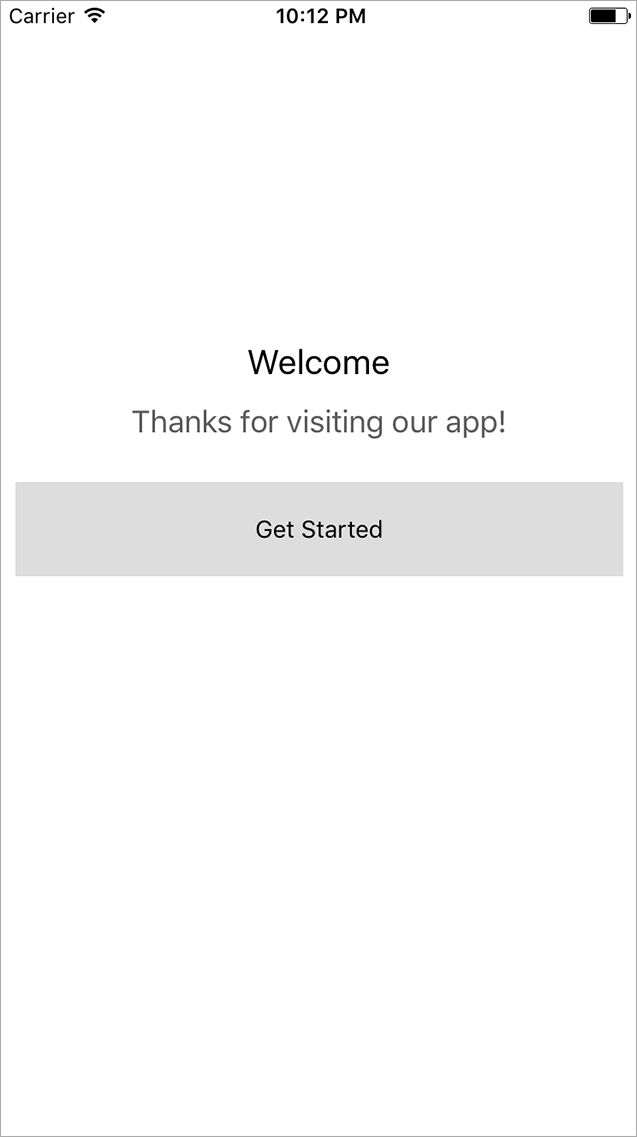 Carrier 10:12 PM
Welcome
Thanks for visiting our app!
Get Started